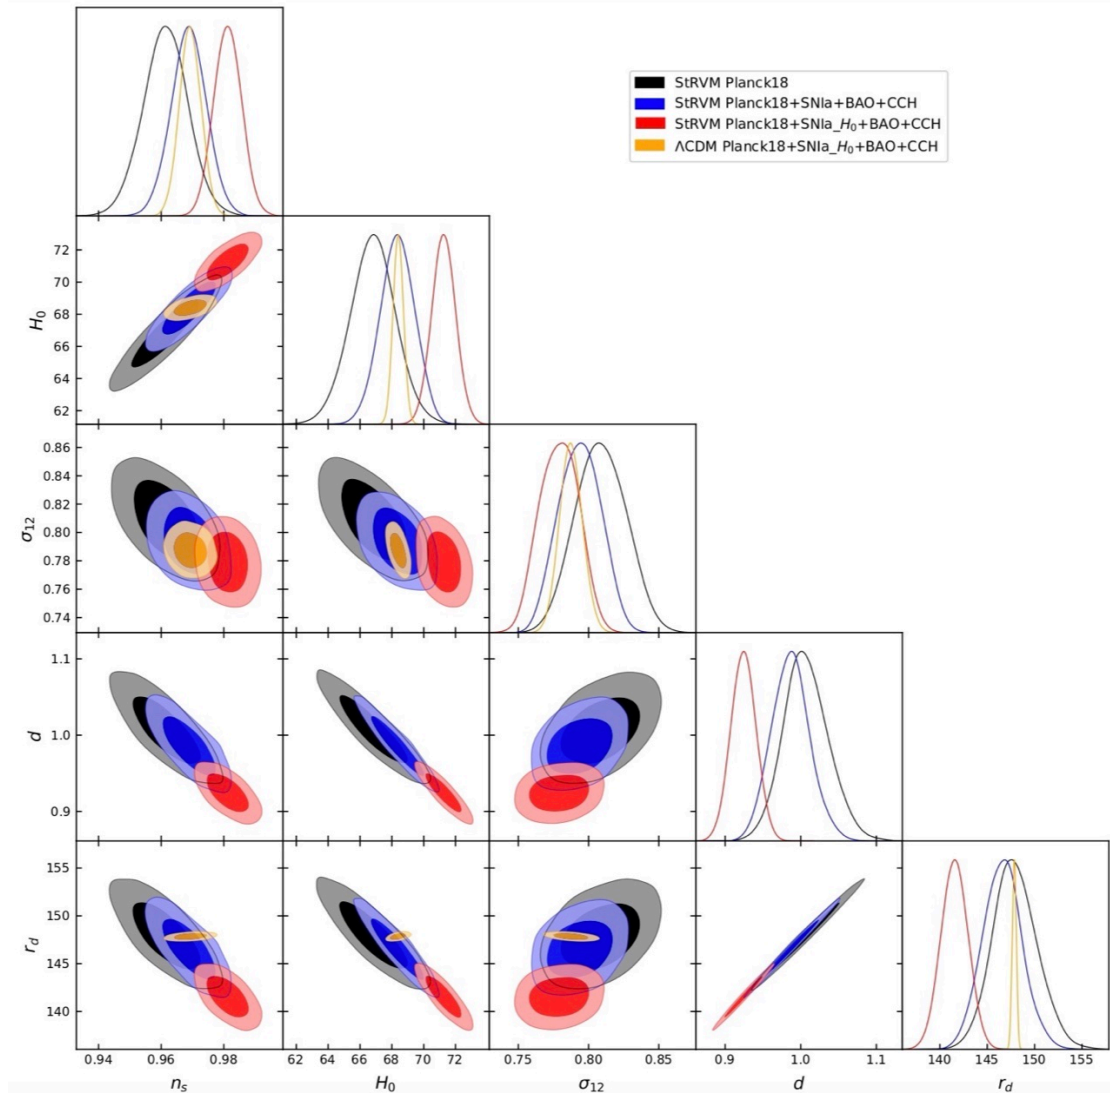 StRVM Planck18
StRVM Planck18+SNIa+BAO+CCH
StRVM Planck18+SNIa_H₀+BAO+CCH
ΛCDM Planck18+SNIa_H₀+BAO+CCH
72
70
68
66
64
62
H₀
0.86
0.84
0.82
0.80
0.78
0.76
0.74
σ₁₂
1.1
1.0
0.9
d
155
150
145
140
r_d
0.94 0.96 0.98 62 64 66 68 70 72 0.75 0.80 0.85 0.9 1.0 1.1 140 145 150 155
n_s H₀ σ₁₂ d r_d